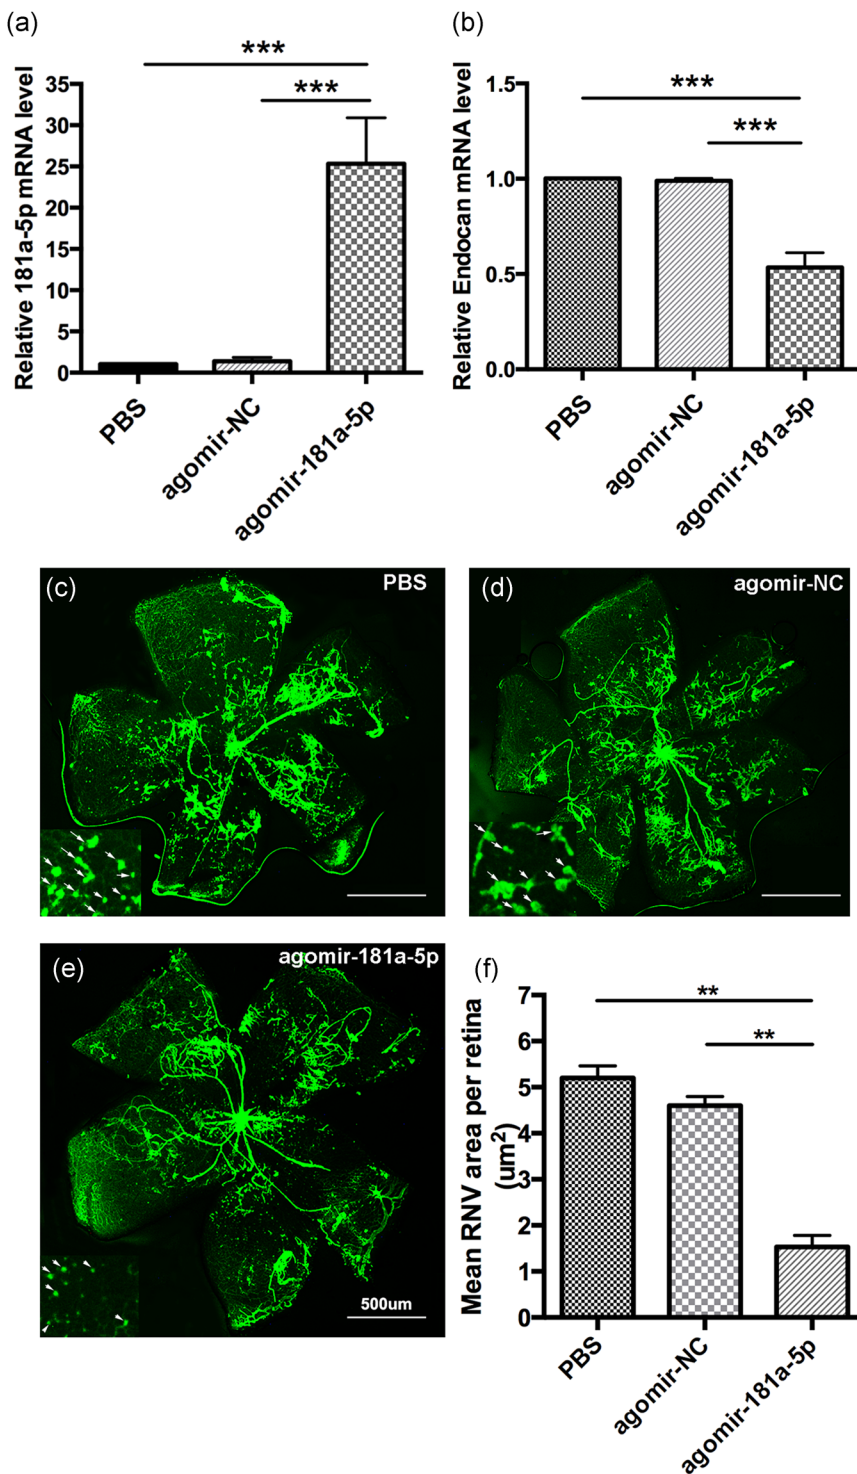 (a)
***
***
Relative 181a-5p mRNA level
35
30
25
20
15
10
5
0
PBS
agomir-NC
agomir-181a-5p
(b)
***
***
Relative Endocan mRNA level
1.5
1.0
0.5
0.0
PBS
agomir-NC
agomir-181a-5p
(c)
PBS
(d)
agomir-NC
(e)
agomir-181a-5p
500um
(f)
**
**
Mean RNV area per retina
(um²)
7
6
5
4
3
2
1
0
PBS
agomir-NC
agomir-181a-5p